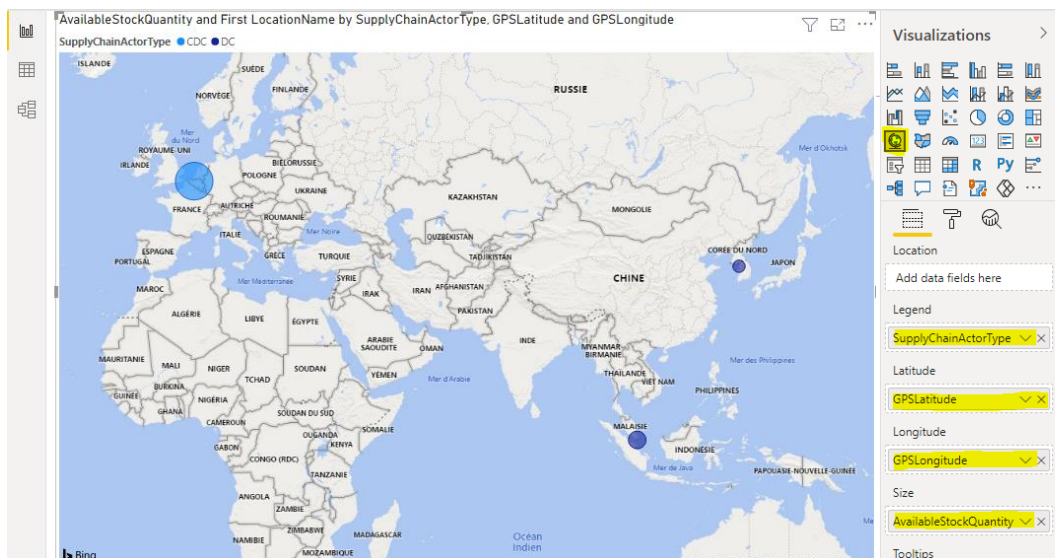 AvailableStockQuantity and First LocationName by SupplyChainActorType, GPSLatitude and GPSLongitude
SupplyChainActorType CDC DC
ISLANDE
SUÈDE
FINLANDE
NORVÈGE
RUSSIE
Mer
du Nord
ROYAUME-UNI
IRLANDE
BIÉLORUSSIE
POLOGNE
UKRAINE
FRANCE
AUTRICHE
ROUMANIE
ITALIE
Mer Noire
ESPAGNE
PORTUGAL
GRÈCE
TURQUIE
Mer Méditerranée
SYRIE
MAROC
IRAK
IRAN
AFGHANISTAN
KAZAKHSTAN
OUZBÉKISTAN
TADJIKISTAN
MONGOLIE
Mer d'Okhotsk
CORÉE DU NORD
JAPON
CHINE
PAKISTAN
ALGÉRIE
LIBYE
ÉGYPTE
ARABIE
SAOUDITE
OMAN
INDE
MYANMAR-
BIRMANIE
MAURITANIE
MALI
NIGER
TCHAD
SOUDAN
YÉMEN
Mer d'Arabie
THAÏLANDE
VIÊT NAM
Mer des Philippines
PHILIPPINES
BURKINA
GUINÉE
GHANA
NIGÉRIA
CAMEROUN
SOUDAN DU SUD
SOMALIE
OUGANDA
KENYA
GABON
CONGO (RDC)
TANZANIE
MALAISIE
INDONÉSIE
Mer de Java
PAPOUASIE-NOUVELLE-GUINÉE
ANGOLA
ZAMBIE
ZIMBABWE
NAMIBIE
MOZAMBIQUE
MADAGASCAR
Océan
Indien
Bing
Visualizations
123
R
Py
Location
Add data fields here
Legend
SupplyChainActorType
Latitude
GPSLatitude
Longitude
GPSLongitude
Size
AvailableStockQuantity
Tooltips